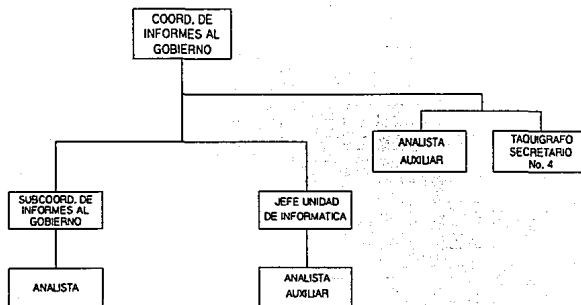 COORD. DE
INFORMES AL
GOBIERNO
ANALISTA
AUXILIAR
TAQUIGRAFO
SECRETARIO
No. 4
SUBCOORD. DE
INFORMES AL
GOBIERNO
JEFE UNIDAD
DE INFORMATICA
ANALISTA
ANALISTA
AUXILIAR